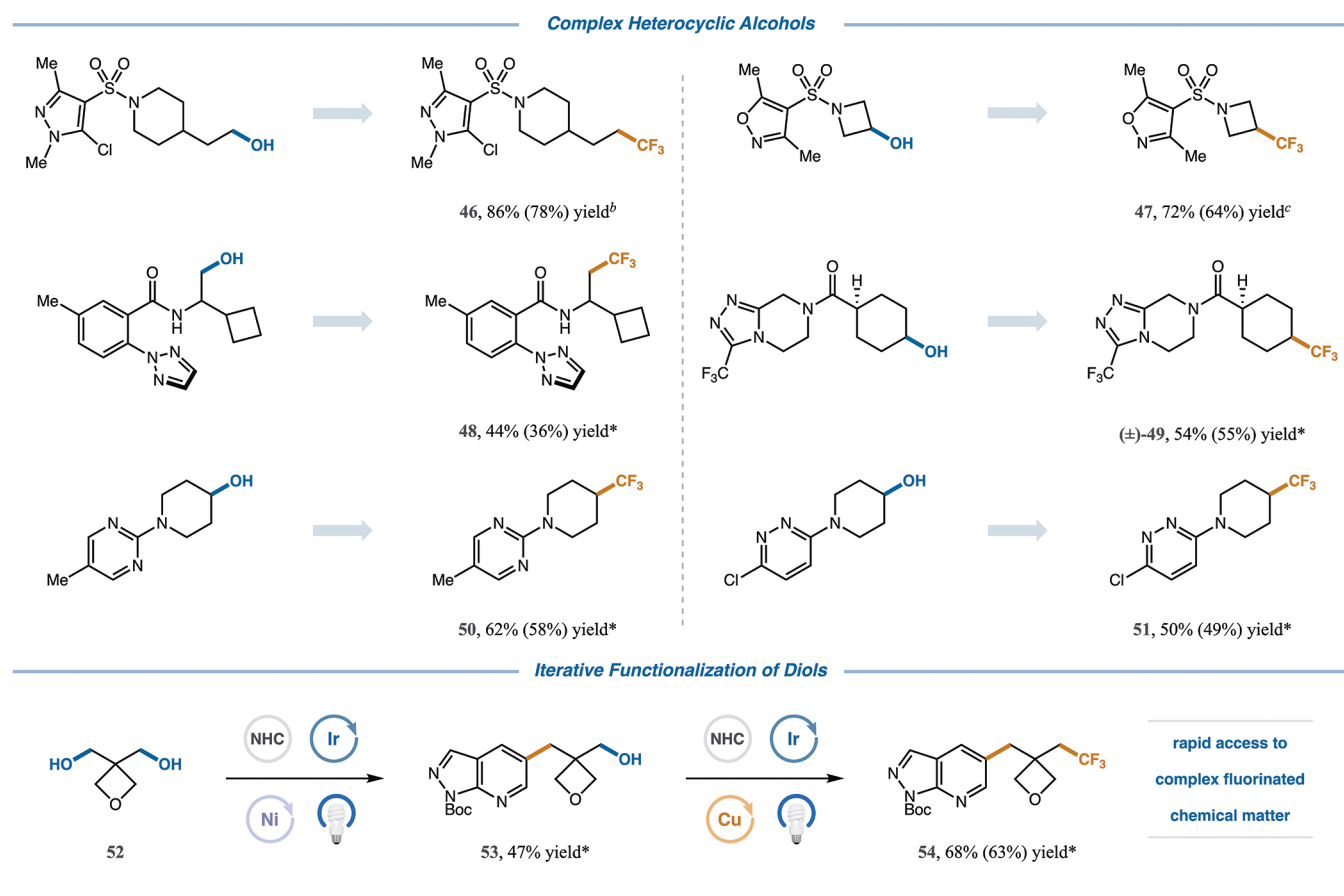 Complex Heterocyclic Alcohols
Me
O O
S
N
N
N
Me
Cl
OH
Me
O O
S
N
N
N
Me
Cl
CF3
46, 86% (78%) yield^b
Me
O O
S
N
O
N
Me
OH
Me
O O
S
N
O
N
Me
CF3
47, 72% (64%) yield^c
OH
O
Me
N
H
N
N
N
CF3
O
Me
N
H
N
N
N
48, 44% (36%) yield*
O
H
N
N
N
N
F3C
OH
O
H
N
N
N
N
F3C
CF3
(±)-49, 54% (55%) yield*
OH
N
N
N
Me
CF3
N
N
N
Me
50, 62% (58%) yield*
OH
N
N
N
Cl
CF3
N
N
N
Cl
51, 50% (49%) yield*
Iterative Functionalization of Diols
HO
OH
O
52
NHC
Ir
Ni
N
N
Boc
N
O
OH
53, 47% yield*
NHC
Ir
Cu
N
N
Boc
N
O
CF3
54, 68% (63%) yield*
rapid access to
complex fluorinated
chemical matter